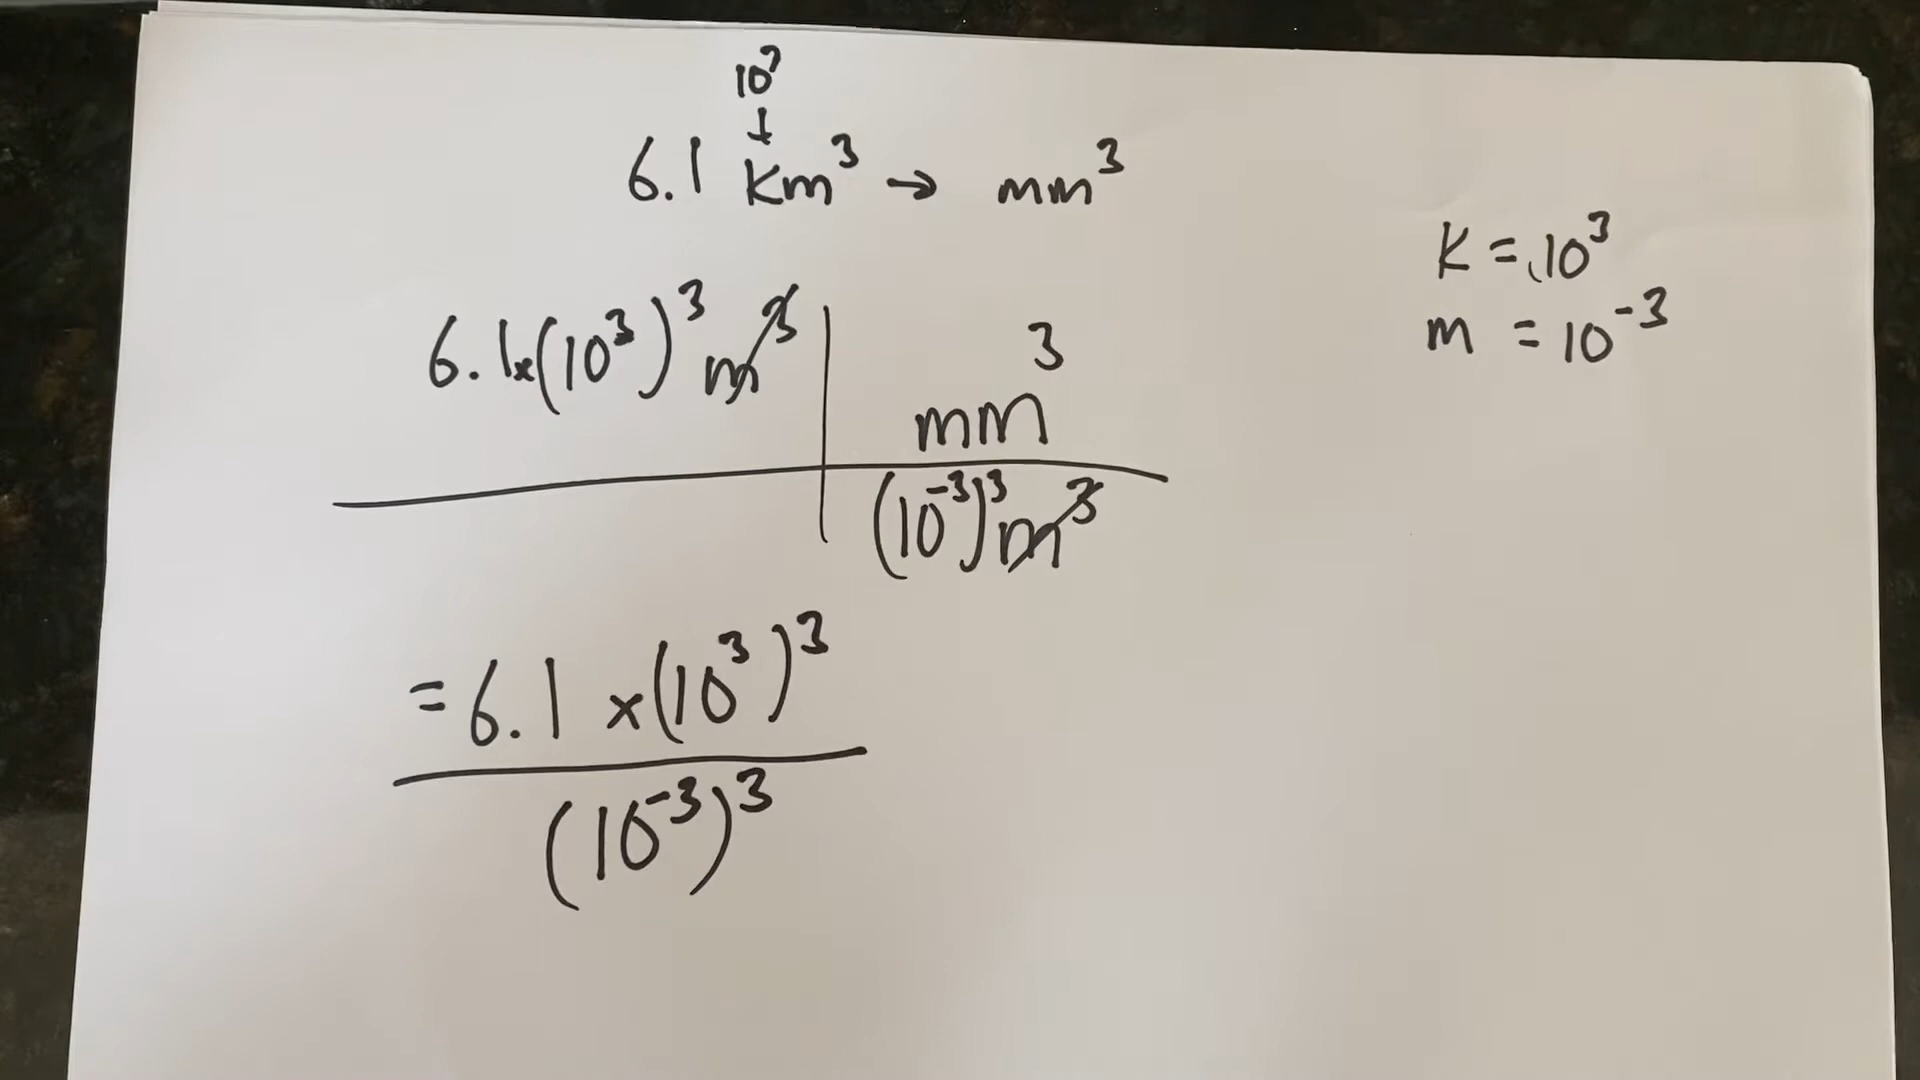 10³
↓
6.1 Km³ → mm³
K = 10³
m = 10⁻³
6.1x(10³)³ m³ | mm³
(10⁻³)³ m³
= 6.1 x (10³)³
(10⁻³)³